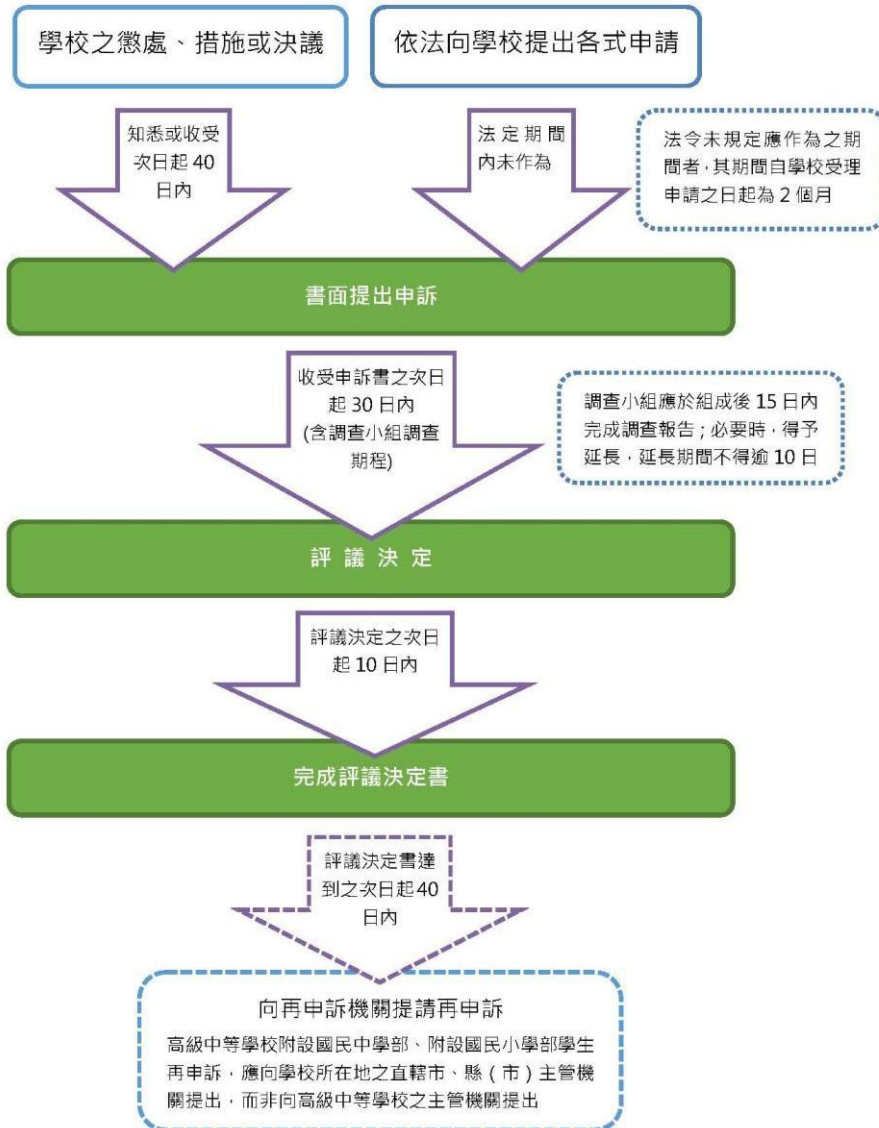 學校之懲處、措施或決議
依法向學校提出各式申請
知悉或收受
次日起 40
日內
法定期間
內未作為
法令未規定應作為之期
間者，其期間自學校受理
申請之日起為 2 個月
書面提出申訴
收受申訴書之次日
起 30 日內
(含調查小組調查
期程)
調查小組應於組成後 15 日內
完成調查報告；必要時，得予
延長，延長期間不得逾 10 日
評議決定
評議決定之次日
起 10 日內
完成評議決定書
評議決定書達
到之次日起 40
日內
向再申訴機關提請再申訴
高級中等學校附設國民中學部、附設國民小學部學生
再申訴，應向學校所在地之直轄市、縣（市）主管機
關提出，而非向高級中等學校之主管機關提出